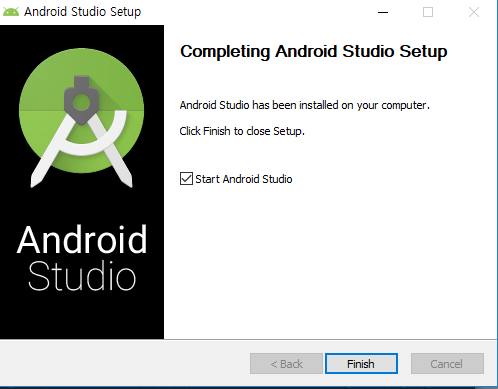 Android Studio Setup
Completing Android Studio Setup
Android Studio has been installed on your computer.
Click Finish to close Setup.
Start Android Studio
Android
Studio
< Back
Finish
Cancel